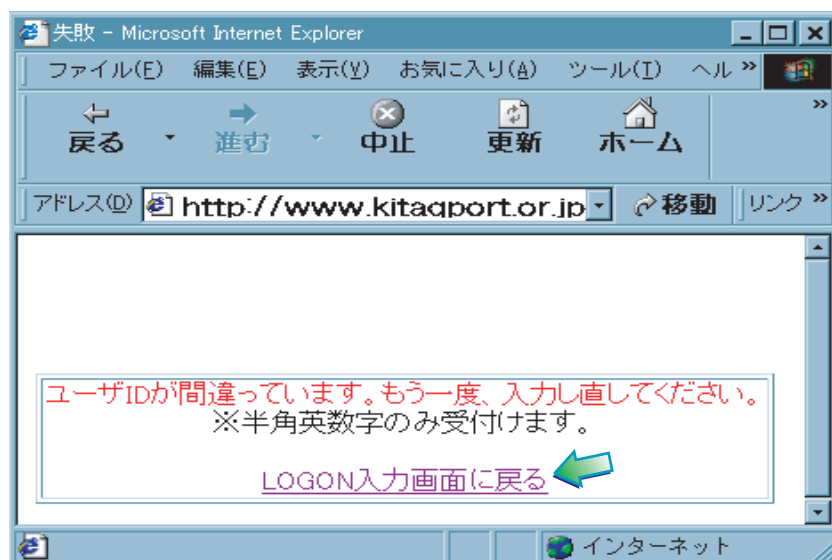 失敗 - Microsoft Internet Explorer
ファイル(F) 編集(E) 表示(V) お気に入り(A) ツール(T) ヘル »
戻る 進む 中止 更新 ホーム »
アドレス(D) http://www.kitaqport.or.jp 移動 リンク »
ユーザIDが間違っています。もう一度、入力し直してください。
※半角英数字のみ受付けます。
LOGON入力画面に戻る
インターネット